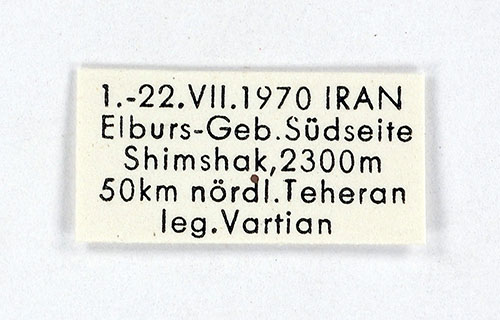 1.-22.VII.1970 IRAN
Elburs-Geb.Südseite
Shimshak,2300m
50km nördl.Teheran
leg.Vartian